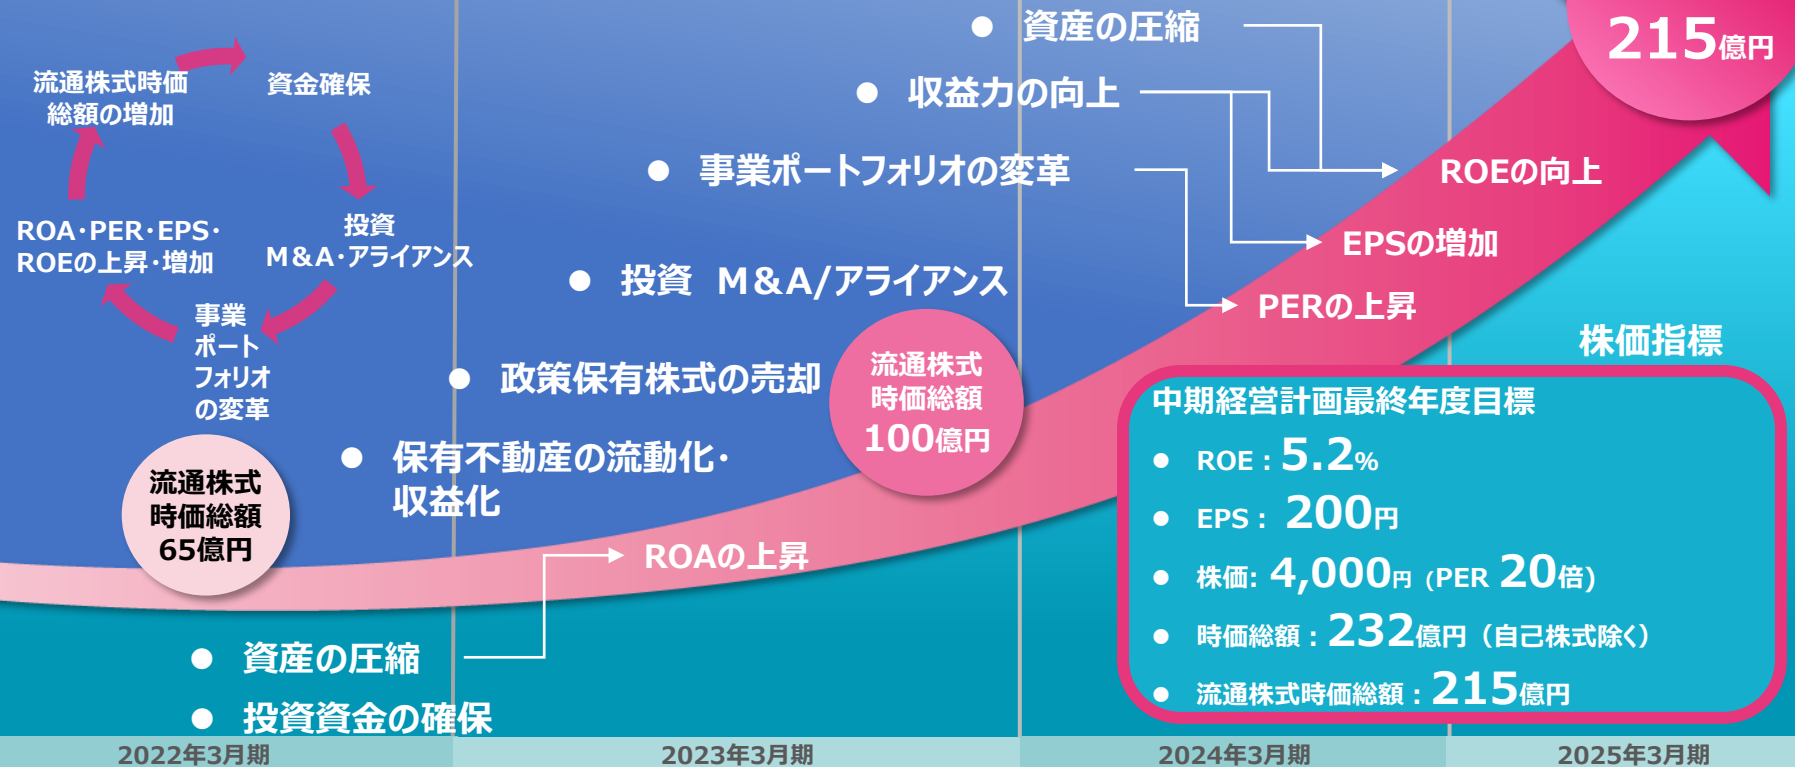 215億円
資産の圧縮
収益力の向上
事業ポートフォリオの変革
投資 M&A/アライアンス
政策保有株式の売却
保有不動産の流動化・
収益化
流通株式時価
総額の増加
資金確保
投資
M&A・アライアンス
事業
ポート
フォリオ
の変革
ROA・PER・EPS・
ROEの上昇・増加
流通株式
時価総額
65億円
流通株式
時価総額
100億円
ROEの向上
EPSの増加
PERの上昇
ROAの上昇
資産の圧縮
投資資金の確保
株価指標
中期経営計画最終年度目標
ROE:5.2%
EPS: 200円
株価: 4,000円 (PER 20倍)
時価総額:232億円(自己株式除く)
流通株式時価総額:215億円
2022年3月期
2023年3月期
2024年3月期
2025年3月期